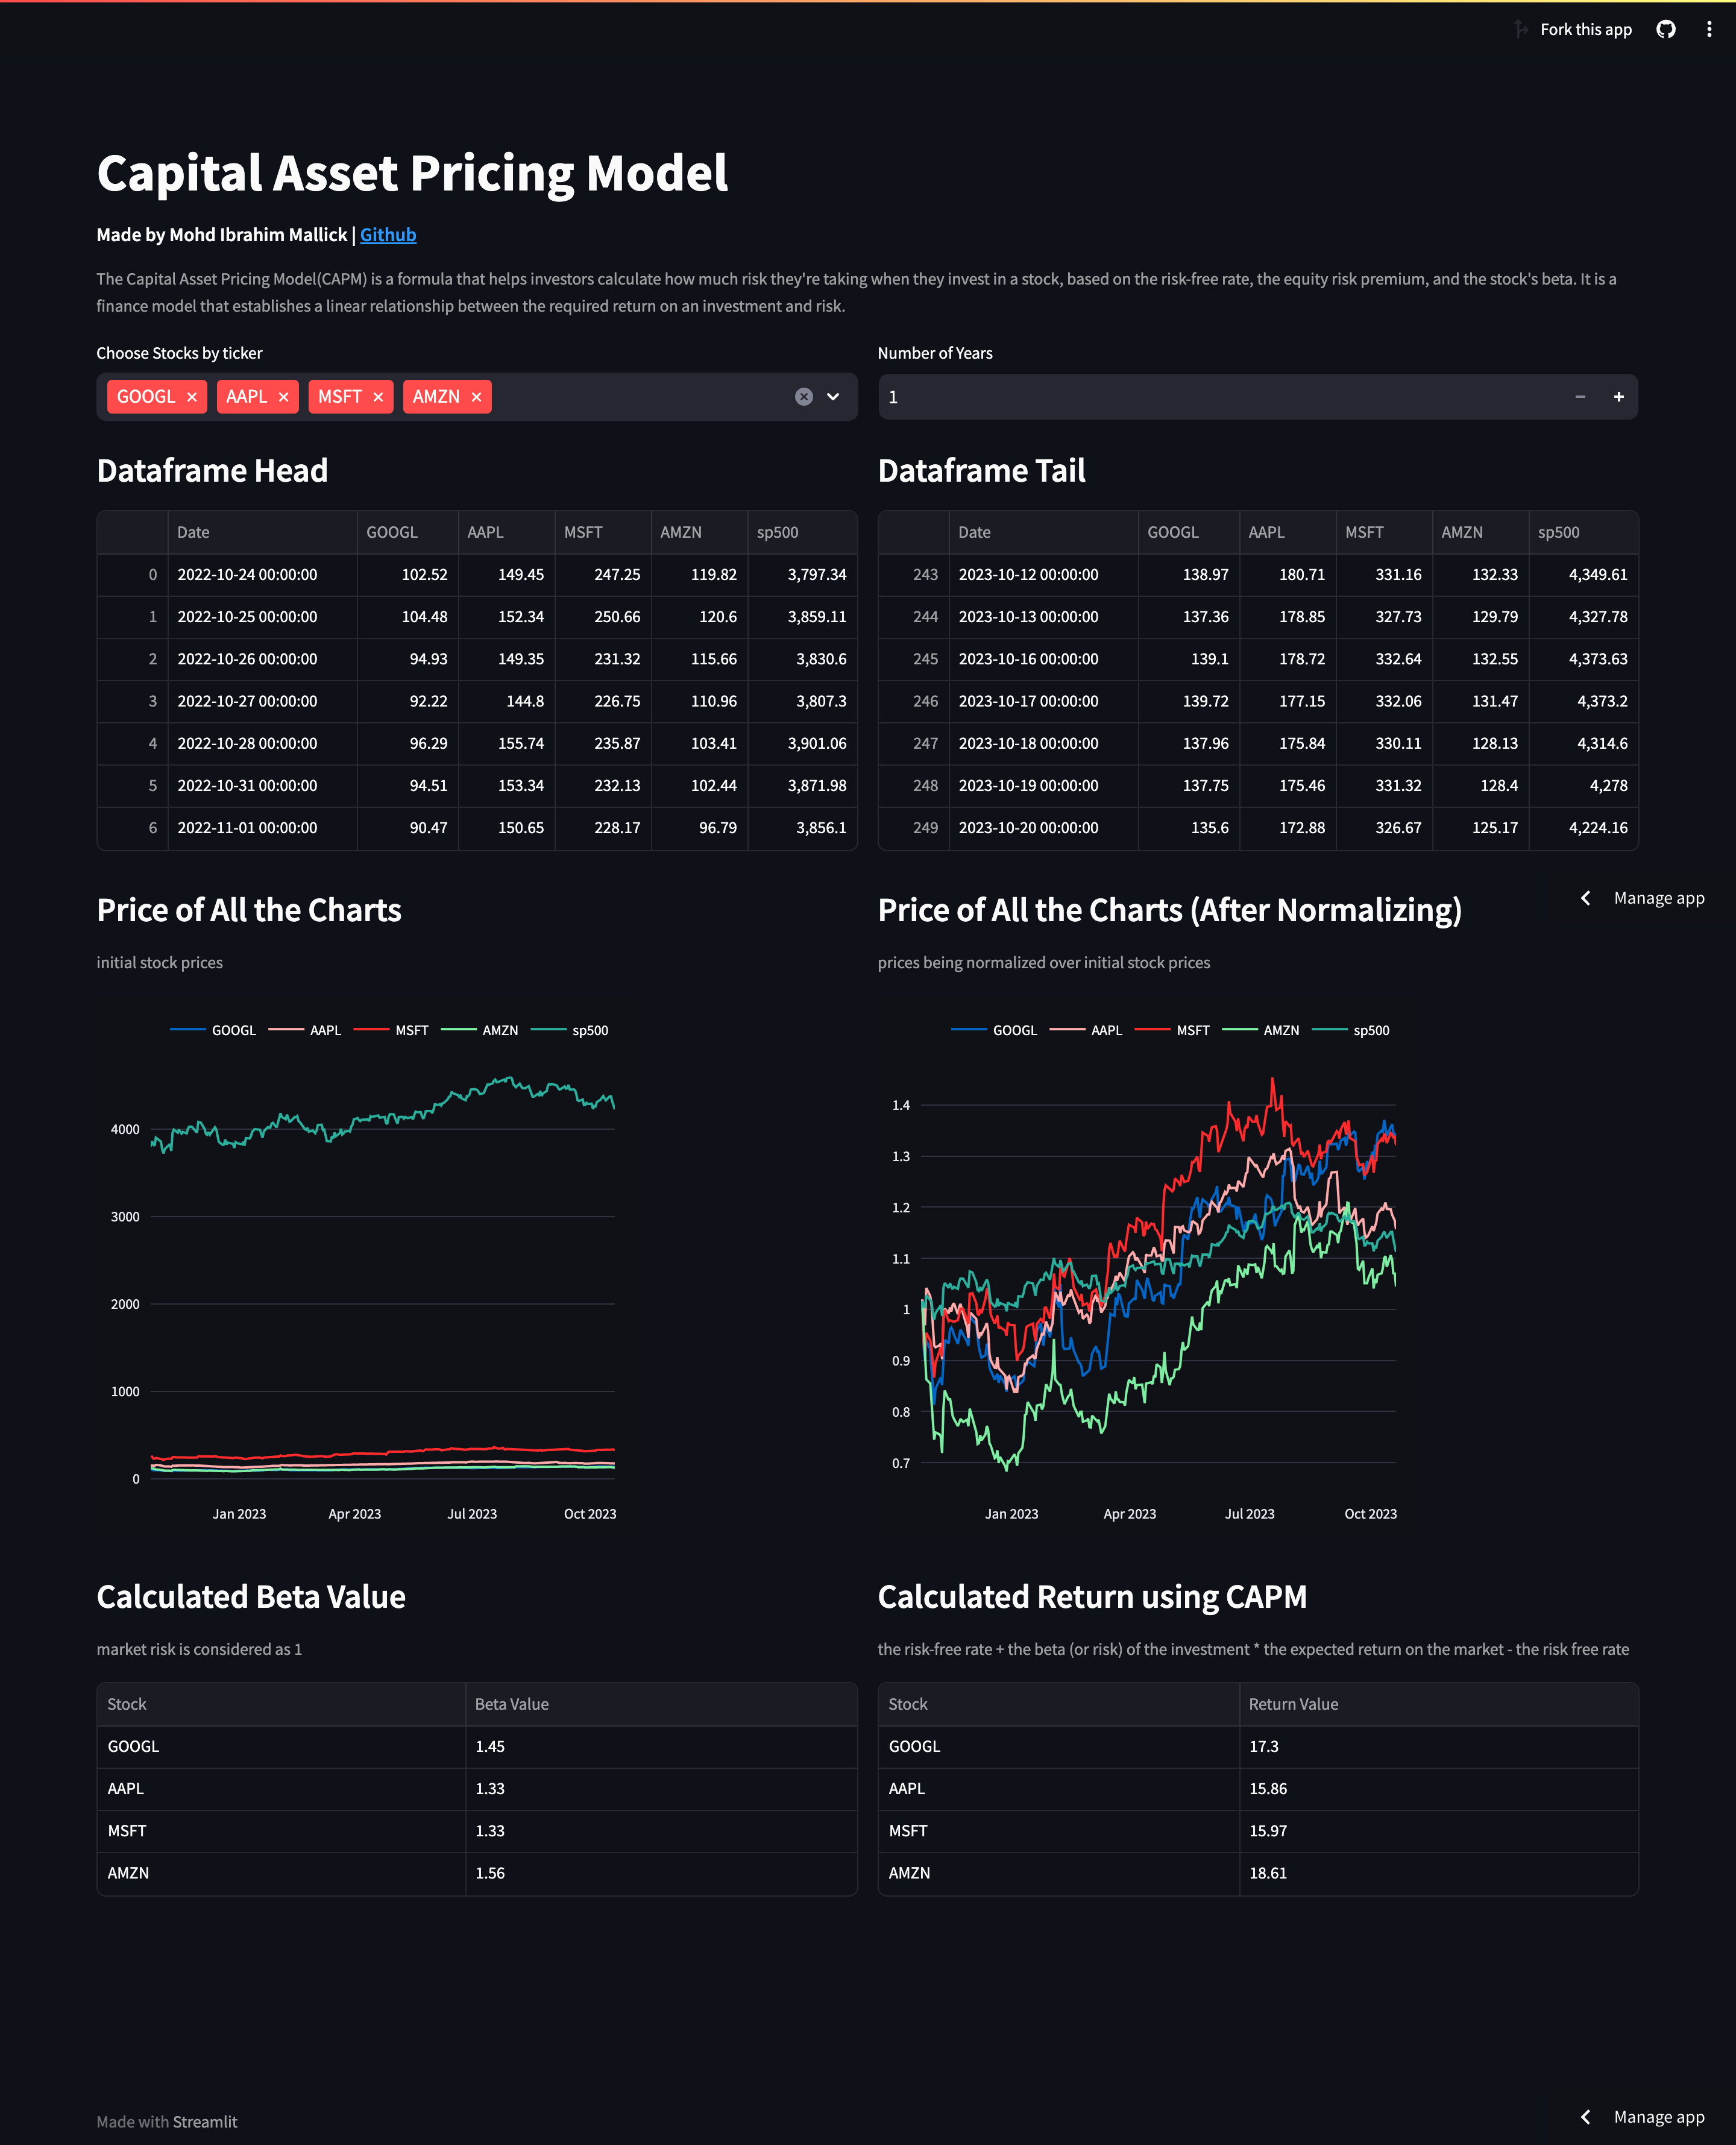 Fork this app
Capital Asset Pricing Model
Made by Mohd Ibrahim Mallick | Github
The Capital Asset Pricing Model(CAPM) is a formula that helps investors calculate how much risk they're taking when they invest in a stock, based on the risk-free rate, the equity risk premium, and the stock's beta. It is a
finance model that establishes a linear relationship between the required return on an investment and risk.
Choose Stocks by ticker
GOOGL AAPL MSFT AMZN
Number of Years
1
Dataframe Head
Date GOOGL AAPL MSFT AMZN sp500
0 2022-10-24 00:00:00 102.52 149.45 247.25 119.82 3,797.34
1 2022-10-25 00:00:00 104.48 152.34 250.66 120.6 3,859.11
2 2022-10-26 00:00:00 94.93 149.35 231.32 115.66 3,830.6
3 2022-10-27 00:00:00 92.22 144.8 226.75 110.96 3,807.3
4 2022-10-28 00:00:00 96.29 155.74 235.87 103.41 3,901.06
5 2022-10-31 00:00:00 94.51 153.34 232.13 102.44 3,871.98
6 2022-11-01 00:00:00 90.47 150.65 228.17 96.79 3,856.1
Dataframe Tail
Date GOOGL AAPL MSFT AMZN sp500
243 2023-10-12 00:00:00 138.97 180.71 331.16 132.33 4,349.61
244 2023-10-13 00:00:00 137.36 178.85 327.73 129.79 4,327.78
245 2023-10-16 00:00:00 139.1 178.72 332.64 132.55 4,373.63
246 2023-10-17 00:00:00 139.72 177.15 332.06 131.47 4,373.2
247 2023-10-18 00:00:00 137.96 175.84 330.11 128.13 4,314.6
248 2023-10-19 00:00:00 137.75 175.46 331.32 128.4 4,278
249 2023-10-20 00:00:00 135.6 172.88 326.67 125.17 4,224.16
Manage app
Price of All the Charts
initial stock prices
GOOGL AAPL MSFT AMZN sp500
4000
3000
2000
1000
0
Jan 2023 Apr 2023 Jul 2023 Oct 2023
Price of All the Charts (After Normalizing)
prices being normalized over initial stock prices
GOOGL AAPL MSFT AMZN sp500
1.4
1.3
1.2
1.1
1
0.9
0.8
0.7
Jan 2023 Apr 2023 Jul 2023 Oct 2023
Calculated Beta Value
market risk is considered as 1
Stock Beta Value
GOOGL 1.45
AAPL 1.33
MSFT 1.33
AMZN 1.56
Calculated Return using CAPM
the risk-free rate + the beta (or risk) of the investment * the expected return on the market - the risk free rate
Stock Return Value
GOOGL 17.3
AAPL 15.86
MSFT 15.97
AMZN 18.61
Made with Streamlit
Manage app